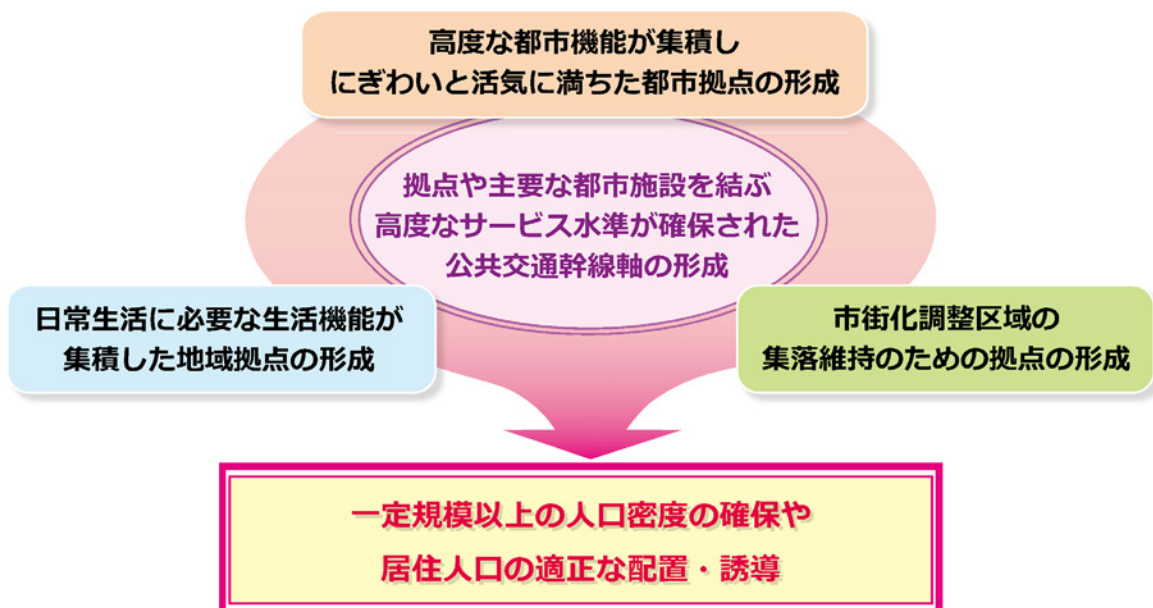 高度な都市機能が集積し
にぎわいと活気に満ちた都市拠点の形成
拠点や主要な都市施設を結ぶ
高度なサービス水準が確保された
公共交通幹線軸の形成
日常生活に必要な生活機能が
集積した地域拠点の形成
市街化調整区域の
集落維持のための拠点の形成
一定規模以上の人口密度の確保や
居住人口の適正な配置・誘導